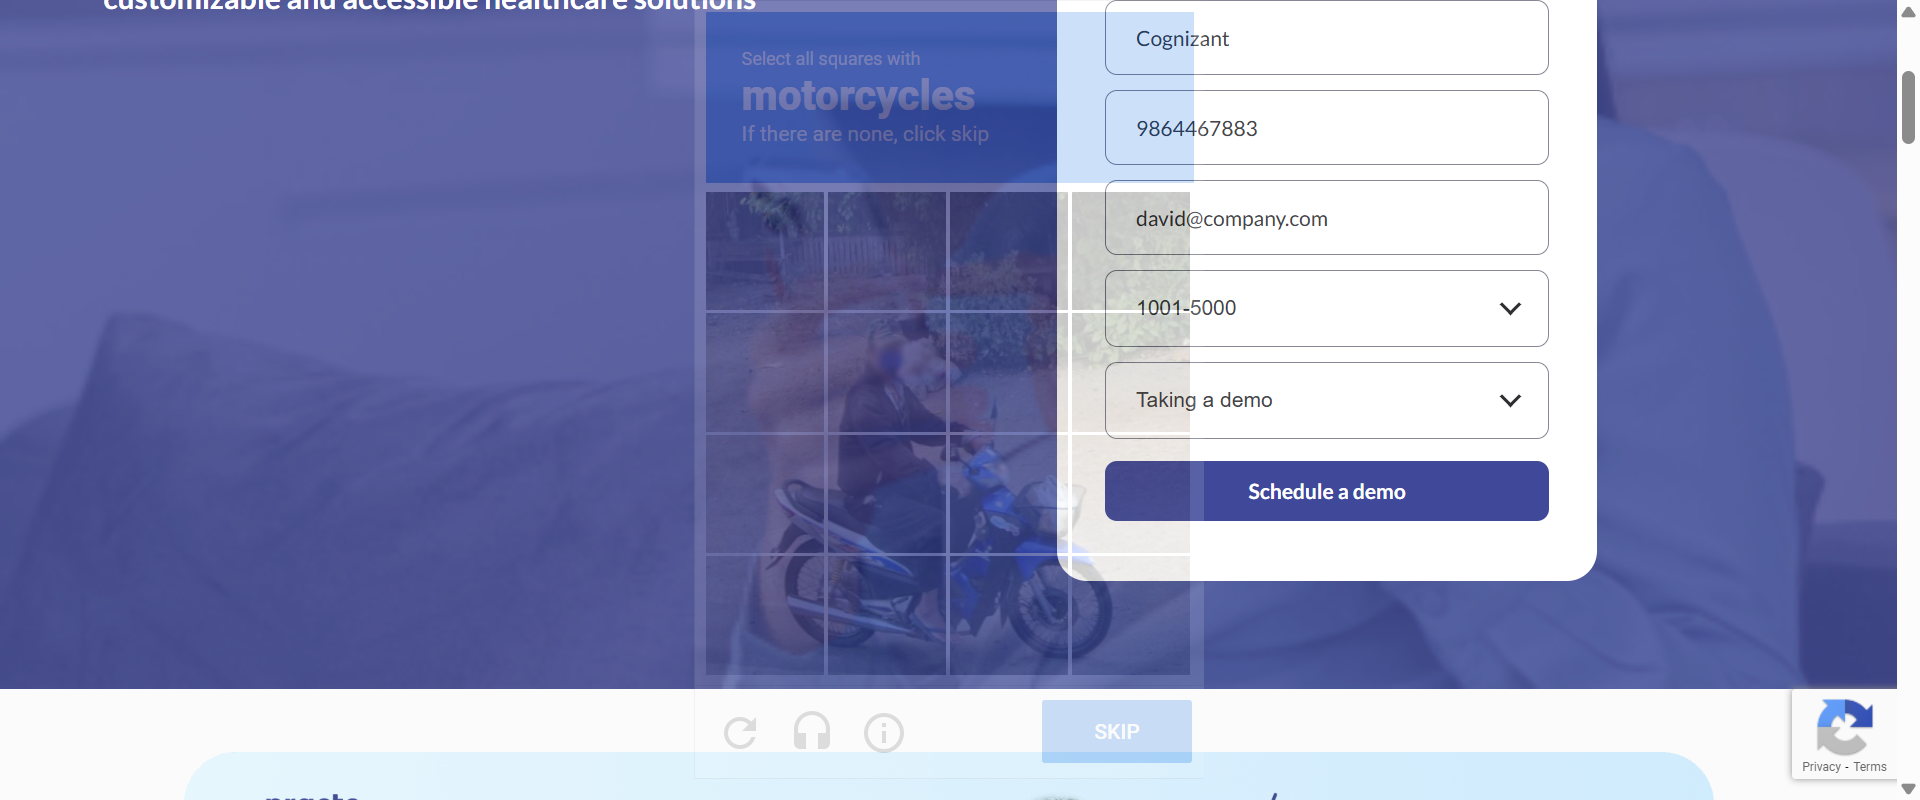 customizable and accessible healthcare solutions
Select all squares with
motorcycles
If there are none, click skip
Cognizant
9864467883
david@company.com
1001-5000
Taking a demo
Schedule a demo
SKIP
Privacy - Terms